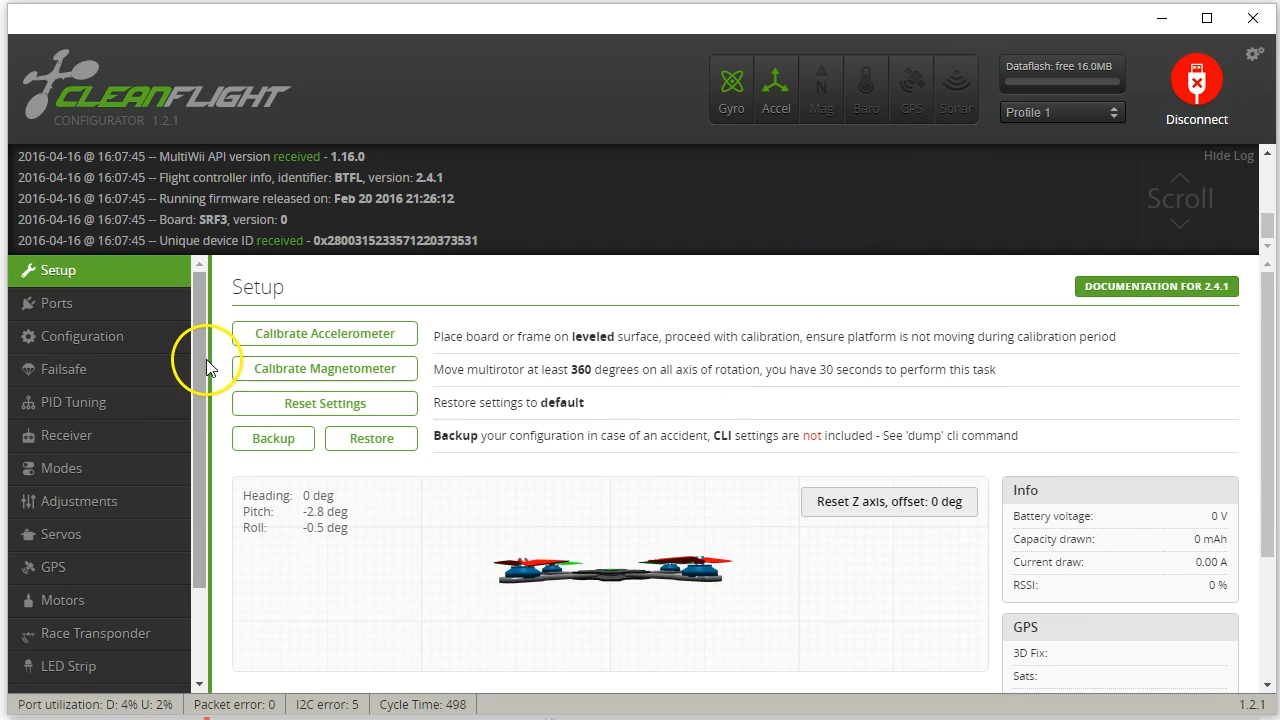 CLEANFLIGHT
CONFIGURATOR 1.2.1
Gyro
Accel
Mag
Baro
GPS
Sonar
Dataflash: free 16.0MB
Profile 1
Disconnect
2016-04-16 @ 16:07:45 -- MultiWii API version received - 1.16.0
2016-04-16 @ 16:07:45 -- Flight controller info, identifier: BTFL, version: 2.4.1
2016-04-16 @ 16:07:45 -- Running firmware released on: Feb 20 2016 21:26:12
2016-04-16 @ 16:07:45 -- Board: SRF3, version: 0
2016-04-16 @ 16:07:45 -- Unique device ID received - 0x2800315233571220373531
Hide Log
Scroll
Setup
Ports
Configuration
Failsafe
PID Tuning
Receiver
Modes
Adjustments
Servos
GPS
Motors
Race Transponder
LED Strip
Setup
DOCUMENTATION FOR 2.4.1
Calibrate Accelerometer
Place board or frame on leveled surface, proceed with calibration, ensure platform is not moving during calibration period
Calibrate Magnetometer
Move multirotor at least 360 degrees on all axis of rotation, you have 30 seconds to perform this task
Reset Settings
Restore settings to default
Backup
Restore
Backup your configuration in case of an accident, CLI settings are not included - See 'dump' cli command
Heading: 0 deg
Pitch: -2.8 deg
Roll: -0.5 deg
Reset Z axis, offset: 0 deg
Info
Battery voltage: 0 V
Capacity drawn: 0 mAh
Current draw: 0.00 A
RSSI: 0 %
GPS
3D Fix:
Sats:
Port utilization: D: 4% U: 2%
Packet error: 0
I2C error: 5
Cycle Time: 498
1.2.1